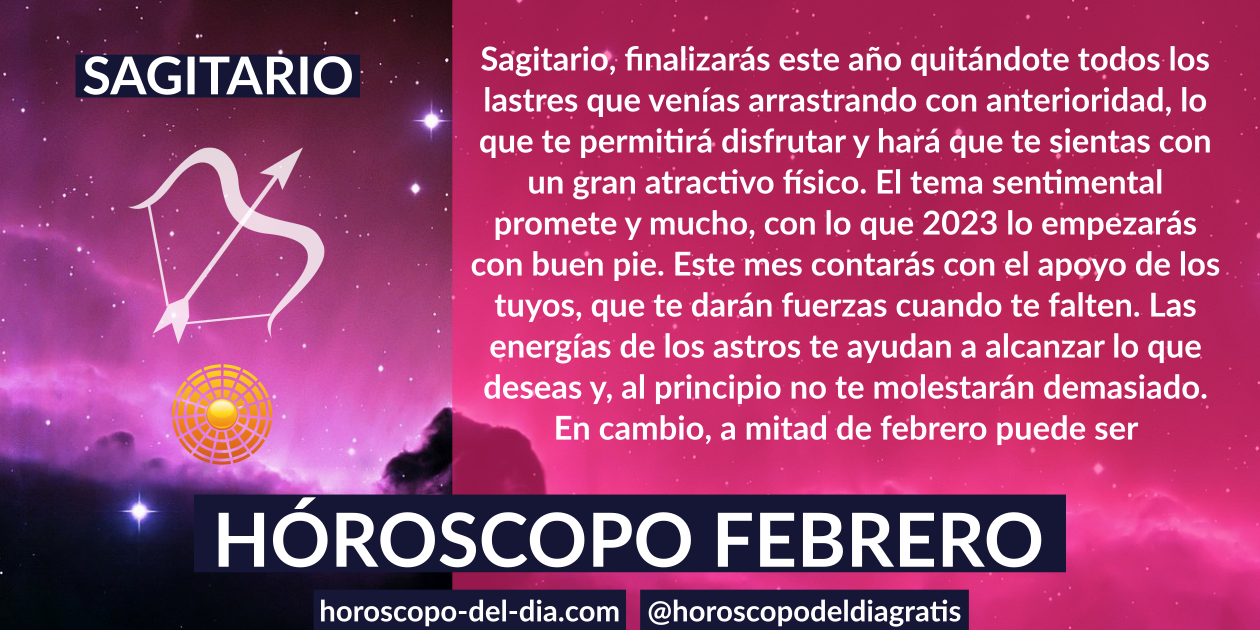 SAGITARIO
Sagitario, finalizarás este año quitándote todos los
lastres que venías arrastrando con anterioridad, lo
que te permitirá disfrutar y hará que te sientas con
un gran atractivo físico. El tema sentimental
promete y mucho, con lo que 2023 lo empezarás
con buen pie. Este mes contarás con el apoyo de los
tuyos, que te darán fuerzas cuando te falten. Las
energías de los astros te ayudan a alcanzar lo que
deseas y, al principio no te molestarán demasiado.
En cambio, a mitad de febrero puede ser
HÓROSCOPO FEBRERO
horoscopo-del-dia.com
@horoscopodeldiagratis